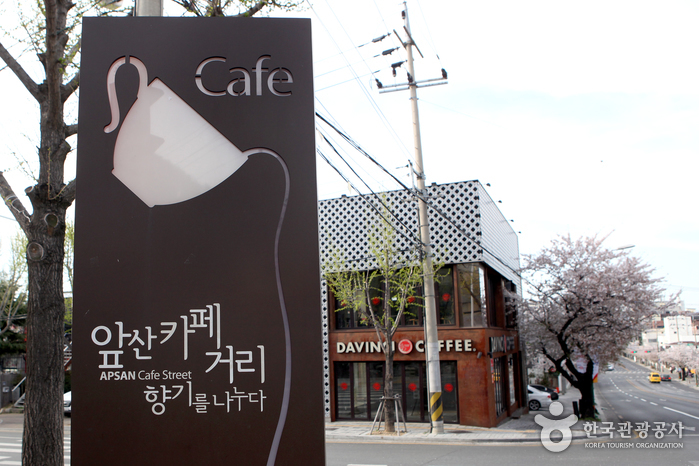 Cafe
앞산카페
거리
APSAN Cafe Street
향기를 나누다
DAVINCI COFFEE
한국관광공사
KOREA TOURISM ORGANIZATION